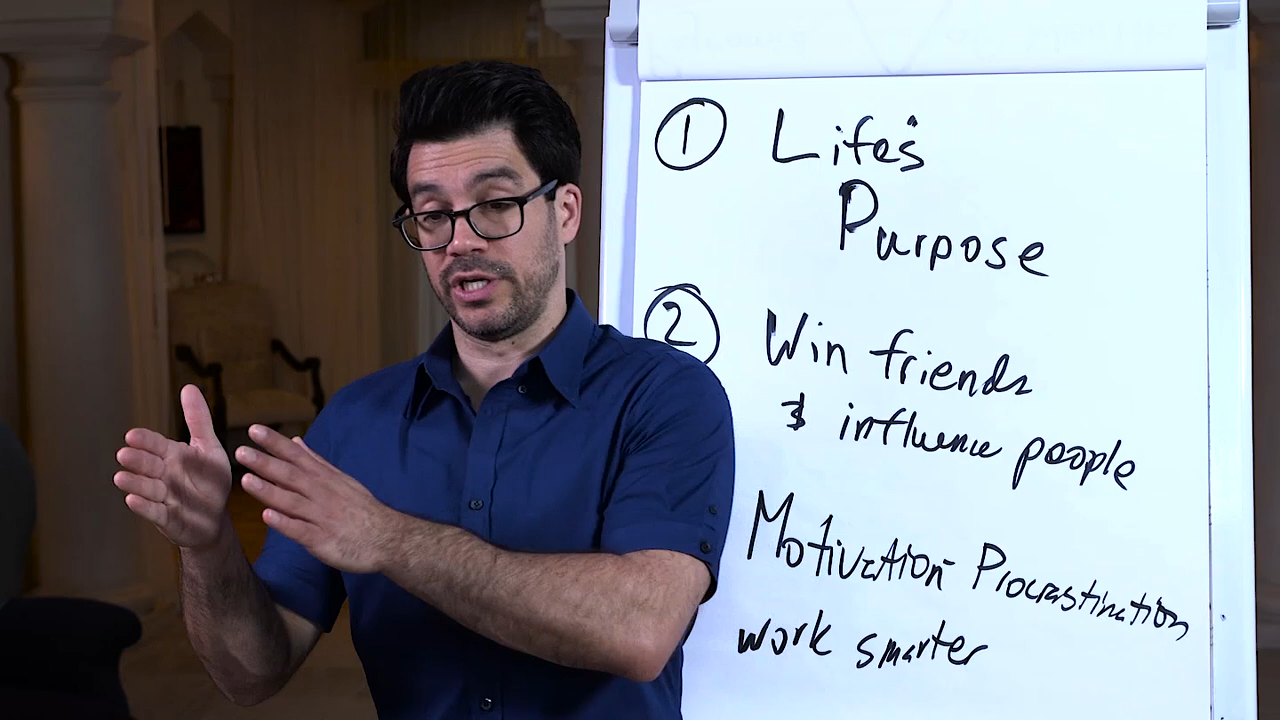 ① Life's
Purpose
② Win friends
& influence people
Motivation Procrastination
work smarter